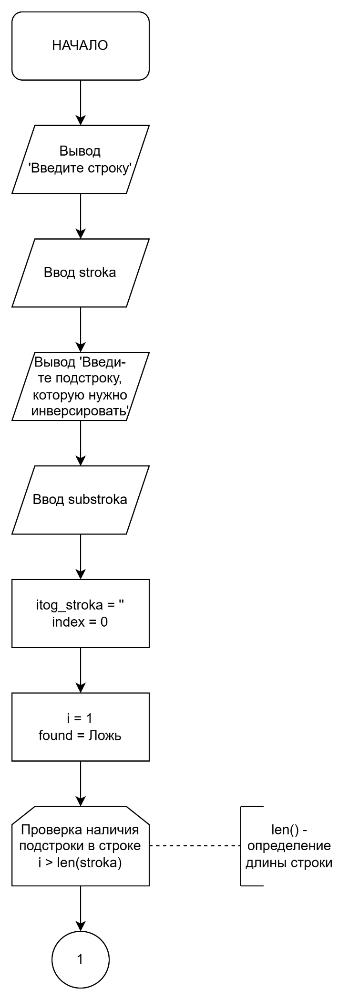 НАЧАЛО
Вывод
'Введите строку'
Ввод stroka
Вывод 'Введи-
те подстроку,
которую нужно
инверсировать'
Ввод substroka
itog_stroka = ''
index = 0
i = 1
found = Ложь
Проверка наличия
подстроки в строке
i > len(stroka)
len() -
определение
длины строки
1